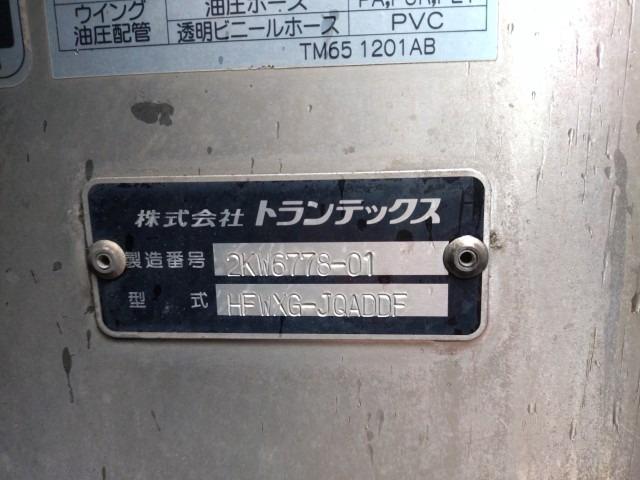 ウイング 油圧ホース
油圧配管 透明ビニールホース PVC
TM65 1201AB
株式会社 トランテックス
製造番号 2KW6778-01
型式 HFWXG-JQADDF